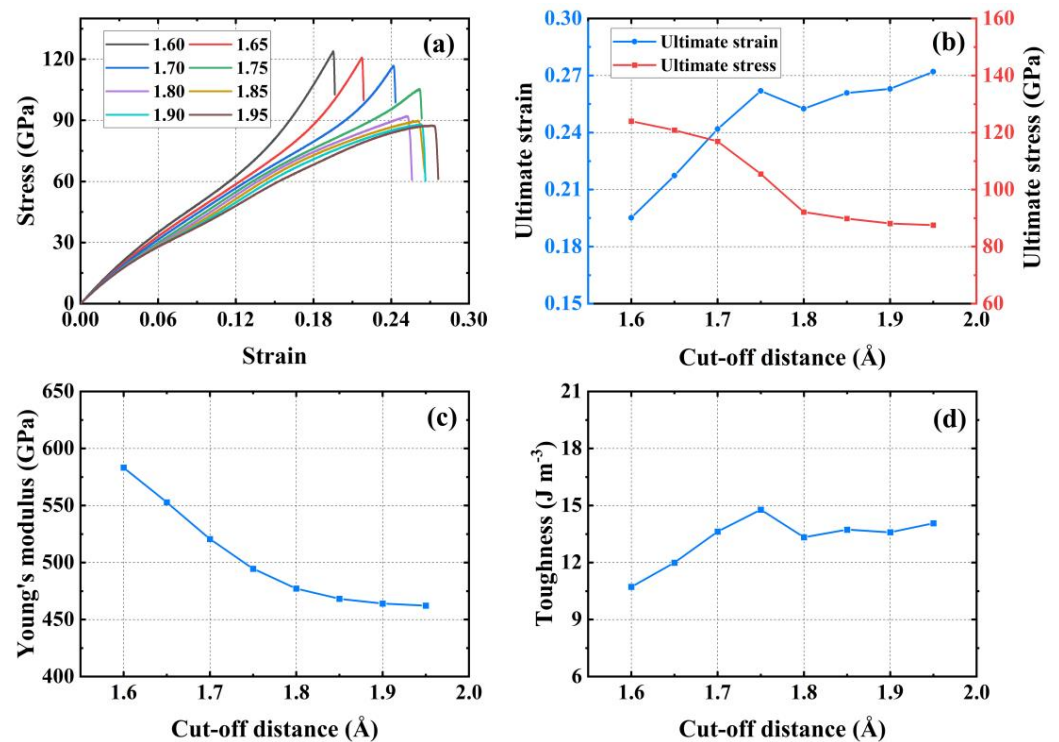 (a)
1.60 1.65
1.70 1.75
1.80 1.85
1.90 1.95
Stress (GPa)
120
90
60
30
0
0.00 0.06 0.12 0.18 0.24 0.30
Strain
(b)
Ultimate strain
Ultimate stress
Ultimate strain
0.30
0.27
0.24
0.21
0.18
0.15
160
140
120
100
80
60
Ultimate stress (GPa)
1.6 1.7 1.8 1.9 2.0
Cut-off distance (Å)
(c)
Young's modulus (GPa)
650
600
550
500
450
400
1.6 1.7 1.8 1.9 2.0
Cut-off distance (Å)
(d)
Toughness (J m⁻³)
21
18
15
12
9
6
1.6 1.7 1.8 1.9 2.0
Cut-off distance (Å)